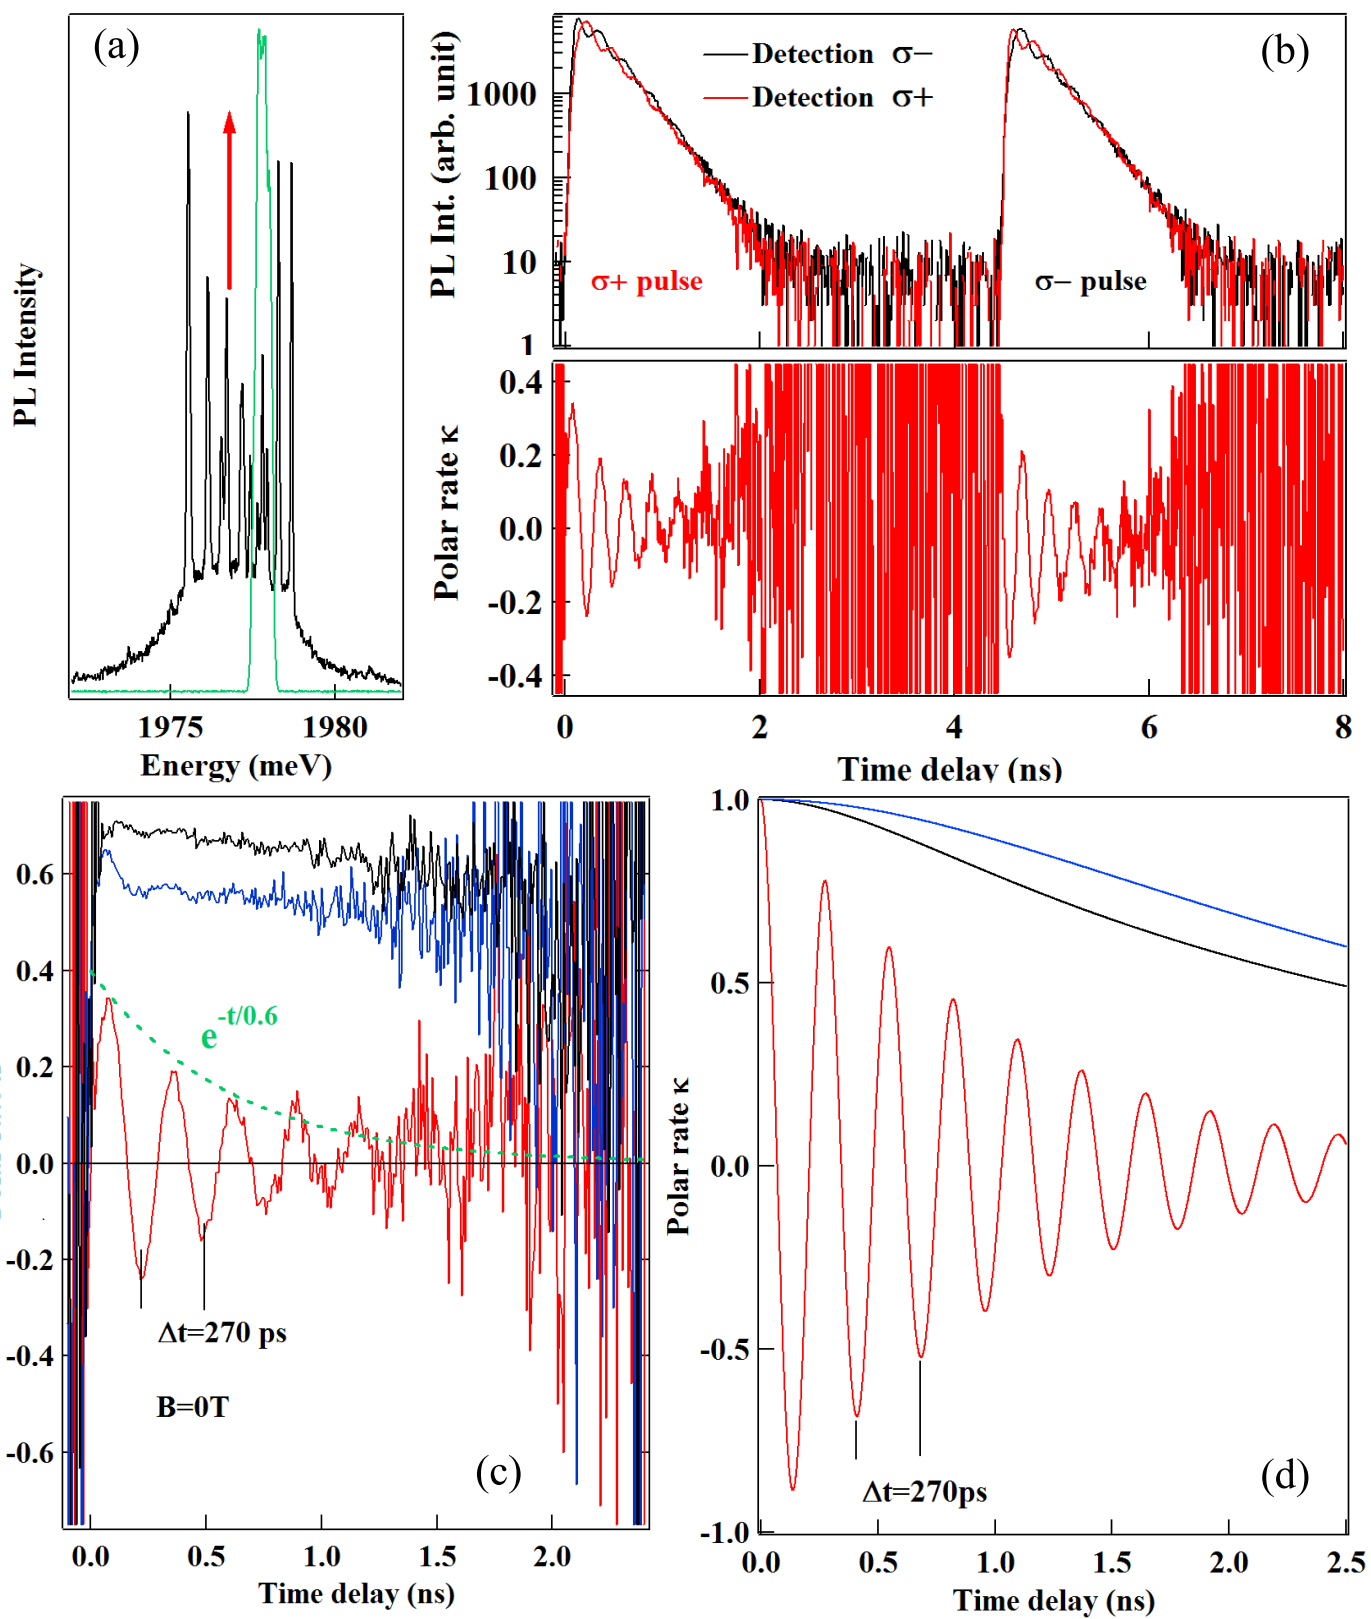 (a)
PL Intensity
1975
1980
Energy (meV)
(b)
PL Int. (arb. unit)
1000
100
10
1
Detection σ−
Detection σ+
σ+ pulse
σ− pulse
Polar rate κ
0.4
0.2
0.0
-0.2
-0.4
0
2
4
6
8
Time delay (ns)
0.6
0.4
0.2
0.0
-0.2
-0.4
-0.6
e-t/0.6
Δt=270 ps
B=0T
(c)
0.0
0.5
1.0
1.5
2.0
Time delay (ns)
Polar rate κ
1.0
0.5
0.0
-0.5
-1.0
Δt=270ps
(d)
0.0
0.5
1.0
1.5
2.0
2.5
Time delay (ns)